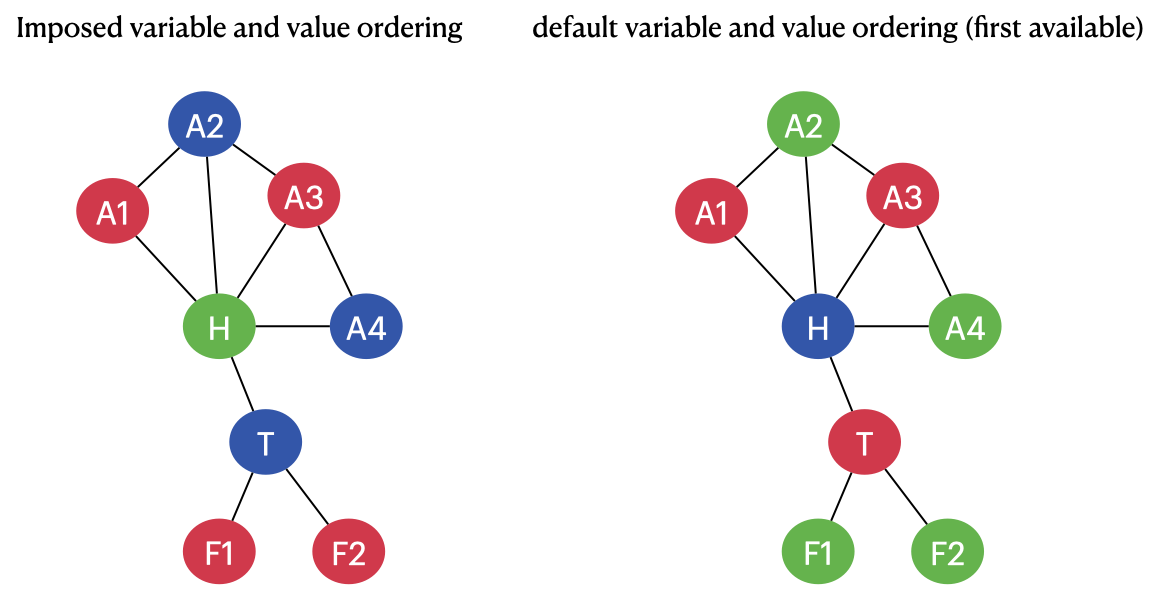 Imposed variable and value ordering
default variable and value ordering (first available)
A2
A1
A3
H
A4
T
F1
F2
A2
A1
A3
H
A4
T
F1
F2